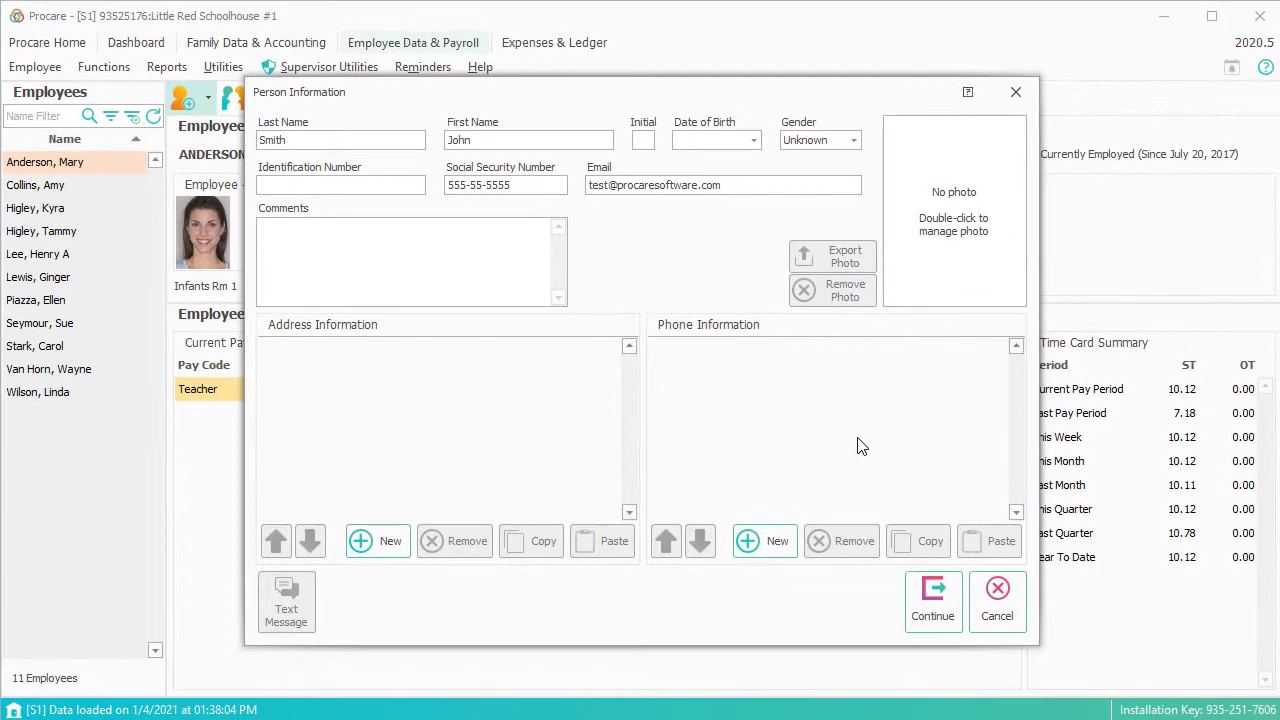 Procare - [S1] 93525176:Little Red Schoolhouse #1
Procare Home Dashboard Family Data & Accounting Employee Data & Payroll Expenses & Ledger 2020.5
Employee Functions Reports Utilities Supervisor Utilities Reminders Help
Employees
Name Filter
Name
Anderson, Mary
Collins, Amy
Higley, Kyra
Higley, Tammy
Lee, Henry A
Lewis, Ginger
Piazza, Ellen
Seymour, Sue
Stark, Carol
Van Horn, Wayne
Wilson, Linda
11 Employees
Employee
ANDERSON
Employee -
Infants Rm 1
Employee
Current Pa
Pay Code
Teacher
Person Information
Last Name First Name Initial Date of Birth Gender
Smith John Unknown
Identification Number Social Security Number Email
555-55-5555 test@procaresoftware.com
Comments
No photo
Double-click to
manage photo
Export
Photo
Remove
Photo
Address Information
New Remove Copy Paste
Phone Information
New Remove Copy Paste
Text
Message
Continue Cancel
Currently Employed (Since July 20, 2017)
Time Card Summary
eriod ST OT
urrent Pay Period 10.12 0.00
ast Pay Period 7.18 0.00
his Week 10.12 0.00
his Month 10.12 0.00
ast Month 10.11 0.00
his Quarter 10.12 0.00
ast Quarter 10.78 0.00
ear To Date 10.12 0.00
[S1] Data loaded on 1/4/2021 at 01:38:04 PM
Installation Key: 935-251-7606